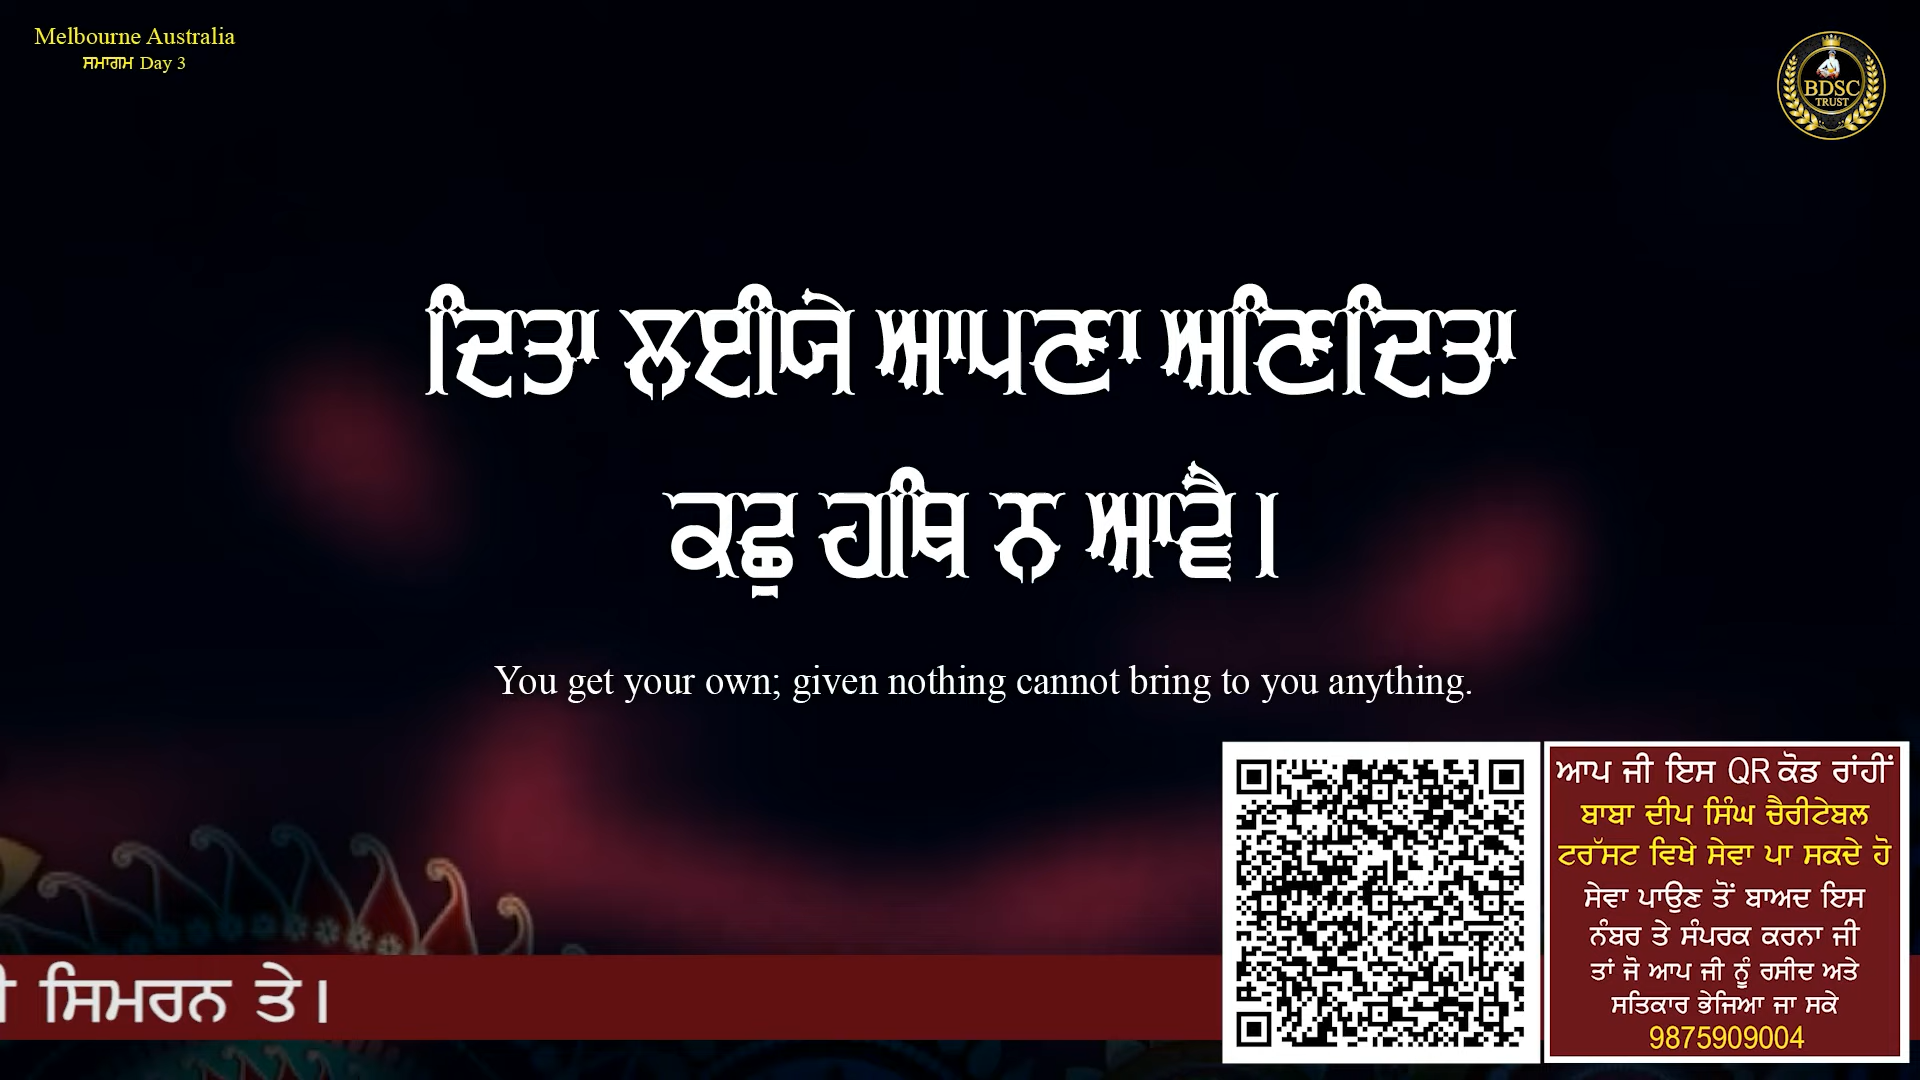 Melbourne Australia
ਸਮਾਗਮ Day 3
BDSC
TRUST
ਦਿਤਾ ਲਈਯੇ ਆਪਣਾ ਅਣਿਦਿਤਾ
ਕਛੁ ਹਥਿ ਨ ਆਵੈ।
You get your own; given nothing cannot bring to you anything.
ਆਪ ਜੀ ਇਸ QR ਕੋਡ ਰਾਂਹੀਂ
ਬਾਬਾ ਦੀਪ ਸਿੰਘ ਚੈਰੀਟੇਬਲ
ਟਰੱਸਟ ਵਿਖੇ ਸੇਵਾ ਪਾ ਸਕਦੇ ਹੋ
ਸੇਵਾ ਪਾਉਣ ਤੋਂ ਬਾਅਦ ਇਸ
ਨੰਬਰ ਤੇ ਸੰਪਰਕ ਕਰਨਾ ਜੀ
ਤਾਂ ਜੋ ਆਪ ਜੀ ਨੂੰ ਰਸੀਦ ਅਤੇ
ਸਤਿਕਾਰ ਭੇਜਿਆ ਜਾ ਸਕੇ
9875909004
ਸਿਮਰਨ ਤੇ।